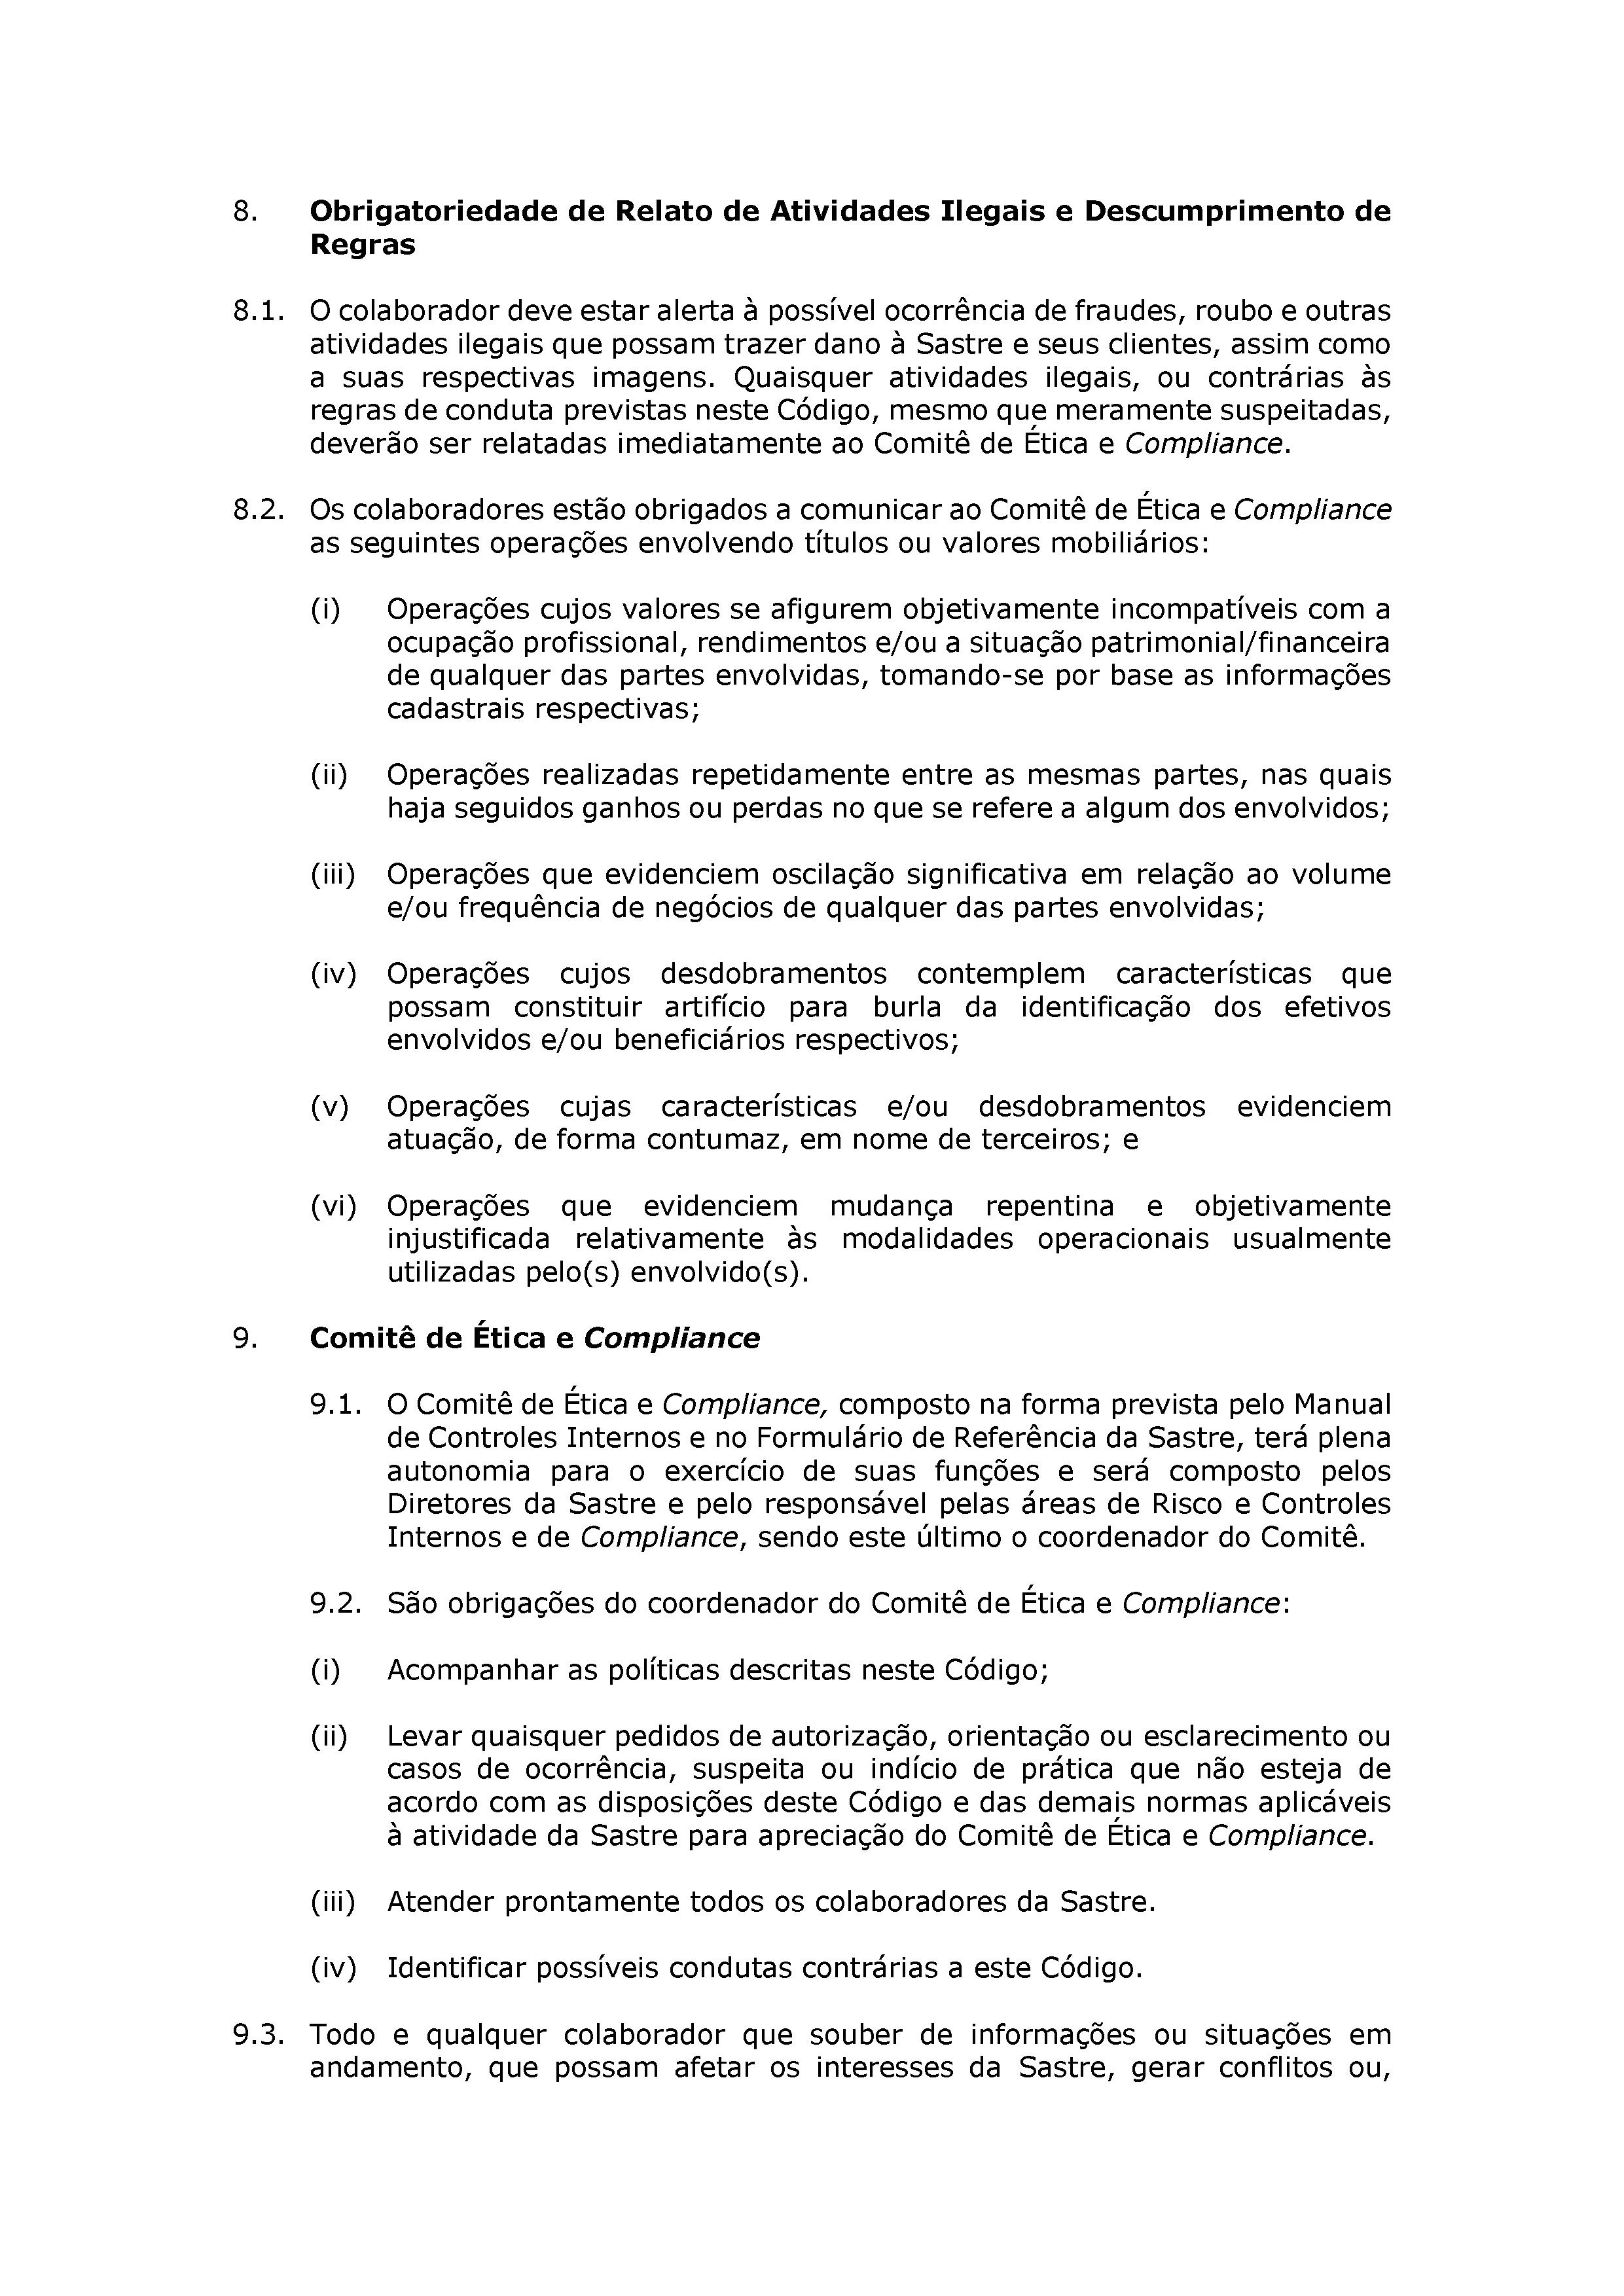 8. Obrigatoriedade de Relato de Atividades Ilegais e Descumprimento de
Regras
8.1. O colaborador deve estar alerta à possível ocorrência de fraudes, roubo e outras
atividades ilegais que possam trazer dano à Sastre e seus clientes, assim como
a suas respectivas imagens. Quaisquer atividades ilegais, ou contrárias às
regras de conduta previstas neste Código, mesmo que meramente suspeitadas,
deverão ser relatadas imediatamente ao Comitê de Ética e Compliance.
8.2. Os colaboradores estão obrigados a comunicar ao Comitê de Ética e Compliance
as seguintes operações envolvendo títulos ou valores mobiliários:
(i) Operações cujos valores se afigurem objetivamente incompatíveis com a
ocupação profissional, rendimentos e/ou a situação patrimonial/financeira
de qualquer das partes envolvidas, tomando-se por base as informações
cadastrais respectivas;
(ii) Operações realizadas repetidamente entre as mesmas partes, nas quais
haja seguidos ganhos ou perdas no que se refere a algum dos envolvidos;
(iii) Operações que evidenciem oscilação significativa em relação ao volume
e/ou frequência de negócios de qualquer das partes envolvidas;
(iv) Operações cujos desdobramentos contemplem características que
possam constituir artifício para burla da identificação dos efetivos
envolvidos e/ou beneficiários respectivos;
(v) Operações cujas características e/ou desdobramentos evidenciem
atuação, de forma contumaz, em nome de terceiros; e
(vi) Operações que evidenciem mudança repentina e objetivamente
injustificada relativamente às modalidades operacionais usualmente
utilizadas pelo(s) envolvido(s).
9. Comitê de Ética e Compliance
9.1. O Comitê de Ética e Compliance, composto na forma prevista pelo Manual
de Controles Internos e no Formulário de Referência da Sastre, terá plena
autonomia para o exercício de suas funções e será composto pelos
Diretores da Sastre e pelo responsável pelas áreas de Risco e Controles
Internos e de Compliance, sendo este último o coordenador do Comitê.
9.2. São obrigações do coordenador do Comitê de Ética e Compliance:
(i) Acompanhar as políticas descritas neste Código;
(ii) Levar quaisquer pedidos de autorização, orientação ou esclarecimento ou
casos de ocorrência, suspeita ou indício de prática que não esteja de
acordo com as disposições deste Código e das demais normas aplicáveis
à atividade da Sastre para apreciação do Comitê de Ética e Compliance.
(iii) Atender prontamente todos os colaboradores da Sastre.
(iv) Identificar possíveis condutas contrárias a este Código.
9.3. Todo e qualquer colaborador que souber de informações ou situações em
andamento, que possam afetar os interesses da Sastre, gerar conflitos ou,